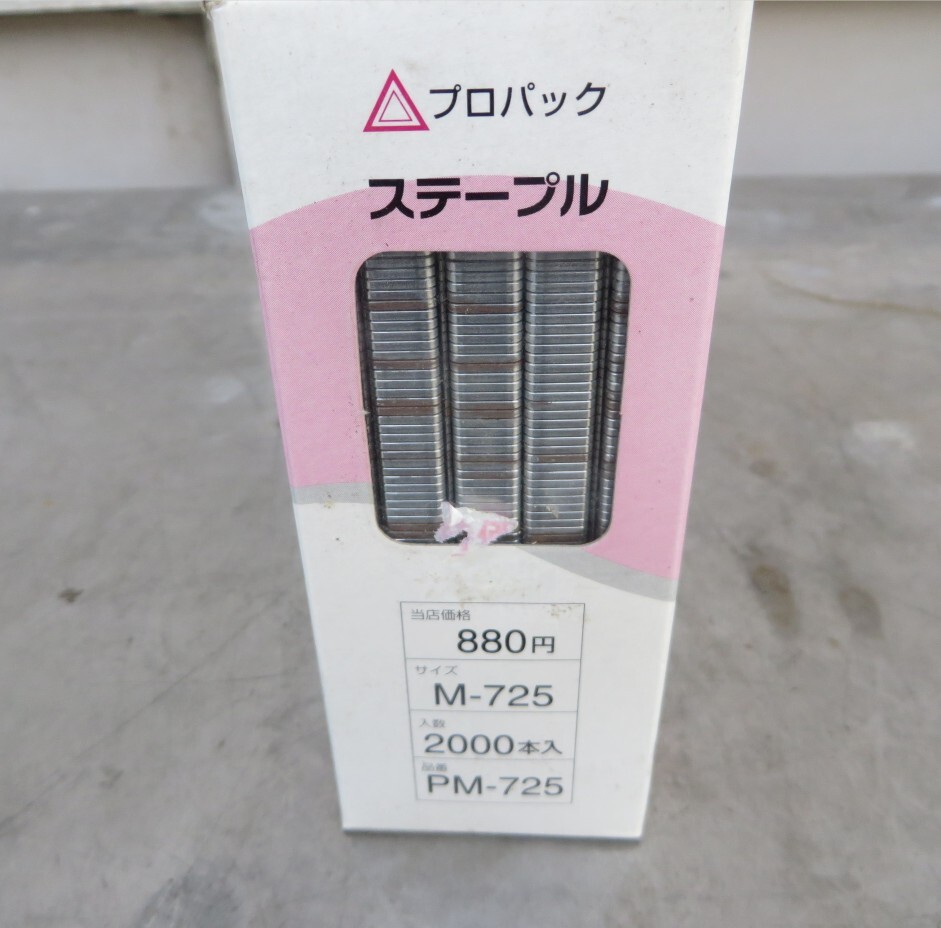 プロパック
ステープル
当店価格
880円
サイズ
M-725
入数
2000本入
品番
PM-725